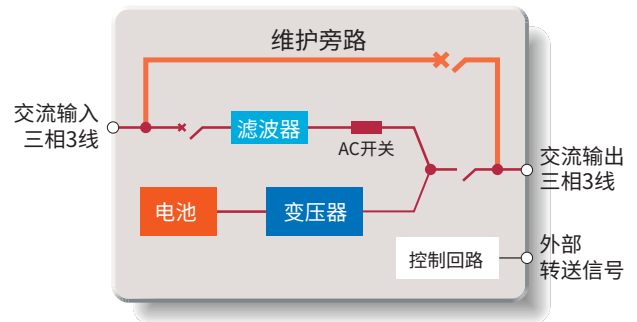 维护旁路
交流输入
三相3线
滤波器
AC开关
交流输出
三相3线
电池
变压器
控制回路
外部
转送信号